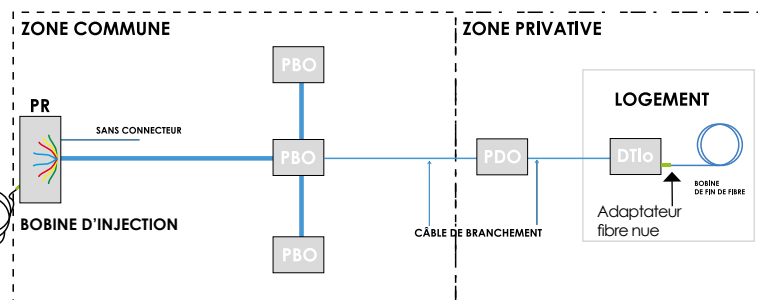 ZONE COMMUNE
ZONE PRIVATIVE
PBO
LOGEMENT
PR
SANS CONNECTEUR
PBO
PDO
DTIo
BOBINE
DE FIN DE FIBRE
Adaptateur
fibre nue
BOBINE D'INJECTION
CÂBLE DE BRANCHEMENT
PBO